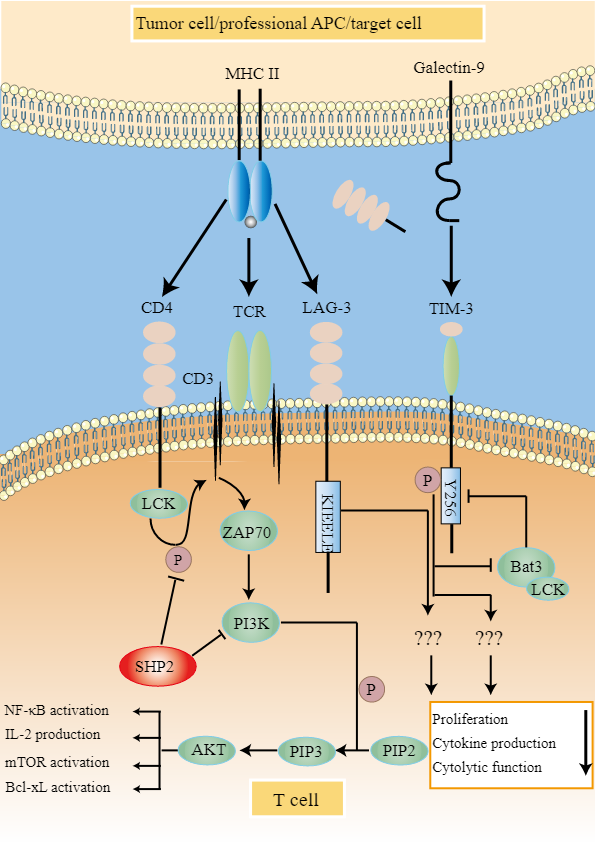 Tumor cell/professional APC/target cell
MHC II
Galectin-9
CD4
TCR
LAG-3
TIM-3
CD3
LCK
P
ZAP70
KIEELE
P
Y256
Bat3
LCK
PI3K
SHP2
???
???
P
NF-κB activation
IL-2 production
mTOR activation
Bcl-xL activation
AKT
PIP3
PIP2
Proliferation
Cytokine production
Cytolytic function
T cell